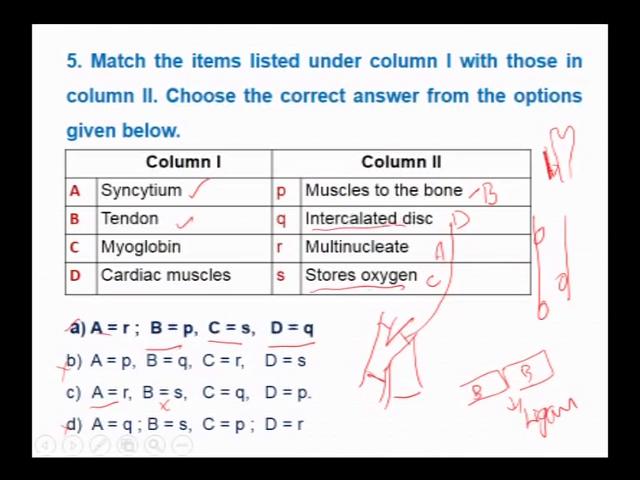 5. Match the items listed under column I with those in
column II. Choose the correct answer from the options
given below.
Column I Column II
A Syncytium p Muscles to the bone B
B Tendon q Intercalated disc D
C Myoglobin r Multinucleate A
D Cardiac muscles s Stores oxygen C
a) A = r ; B = p, C = s, D = q
b) A = p, B = q, C = r, D = s
c) A = r, B = s, C = q, D = p.
d) A = q ; B = s, C = p ; D = r
B B